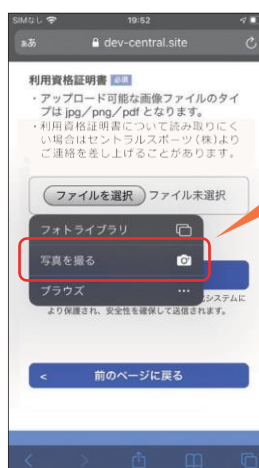 SIMなし 19:52
ぁあ dev-central.site
利用資格証明書 必須
・アップロード可能な画像ファイルのタイプは jpg／png／pdf となります。
・利用資格証明書について読み取りにくい場合はセントラルスポーツ(株)よりご連絡を差し上げることがあります。
ファイルを選択 ファイル未選択
フォトライブラリ
写真を撮る
ブラウズ
システムに
より保護され、安全性を確保して送信されます。
< 前のページに戻る